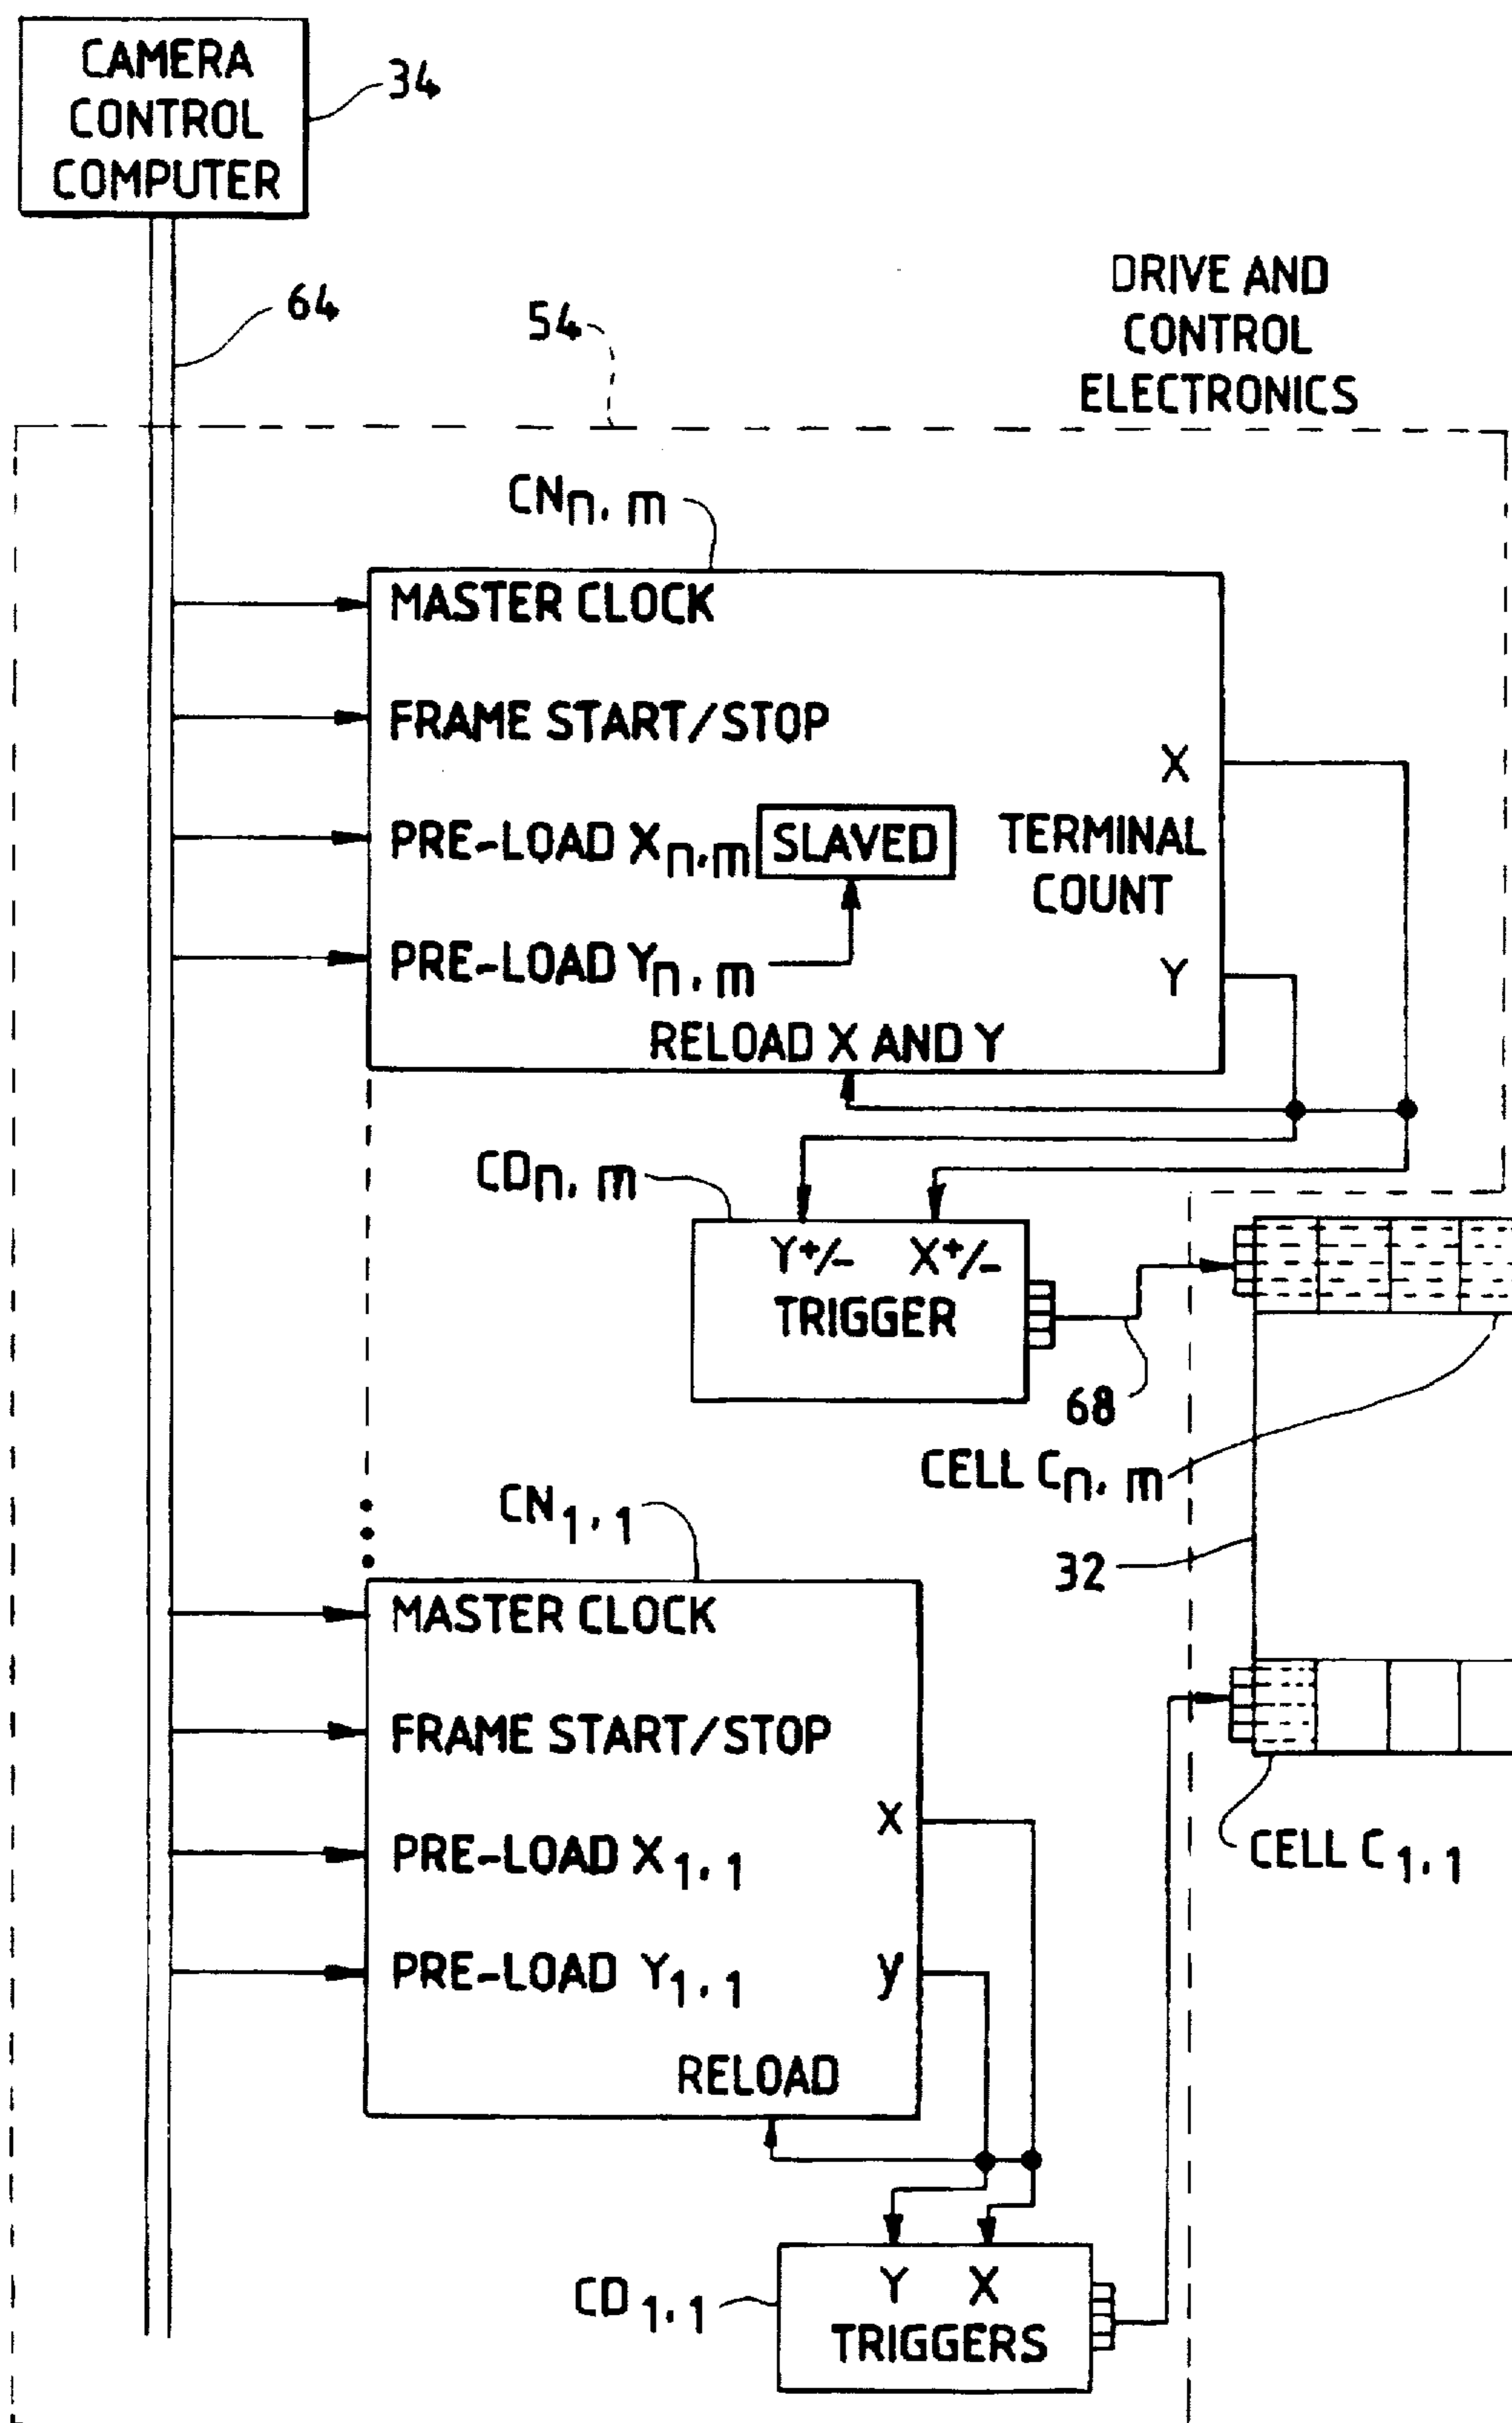 CAMERA
CONTROL
COMPUTER
34
64
54
DRIVE AND
CONTROL
ELECTRONICS
CNn,m
MASTER CLOCK
FRAME START/STOP
X
PRE-LOAD Xn,m SLAVED
TERMINAL
COUNT
PRE-LOAD Yn,m
Y
RELOAD X AND Y
CDn,m
Y+/- X+/-
TRIGGER
68
CELL Cn,m
CN1,1
32
MASTER CLOCK
FRAME START/STOP
X
PRE-LOAD X1,1
CELL C1,1
PRE-LOAD Y1,1
y
RELOAD
CD1,1
Y X
TRIGGERS